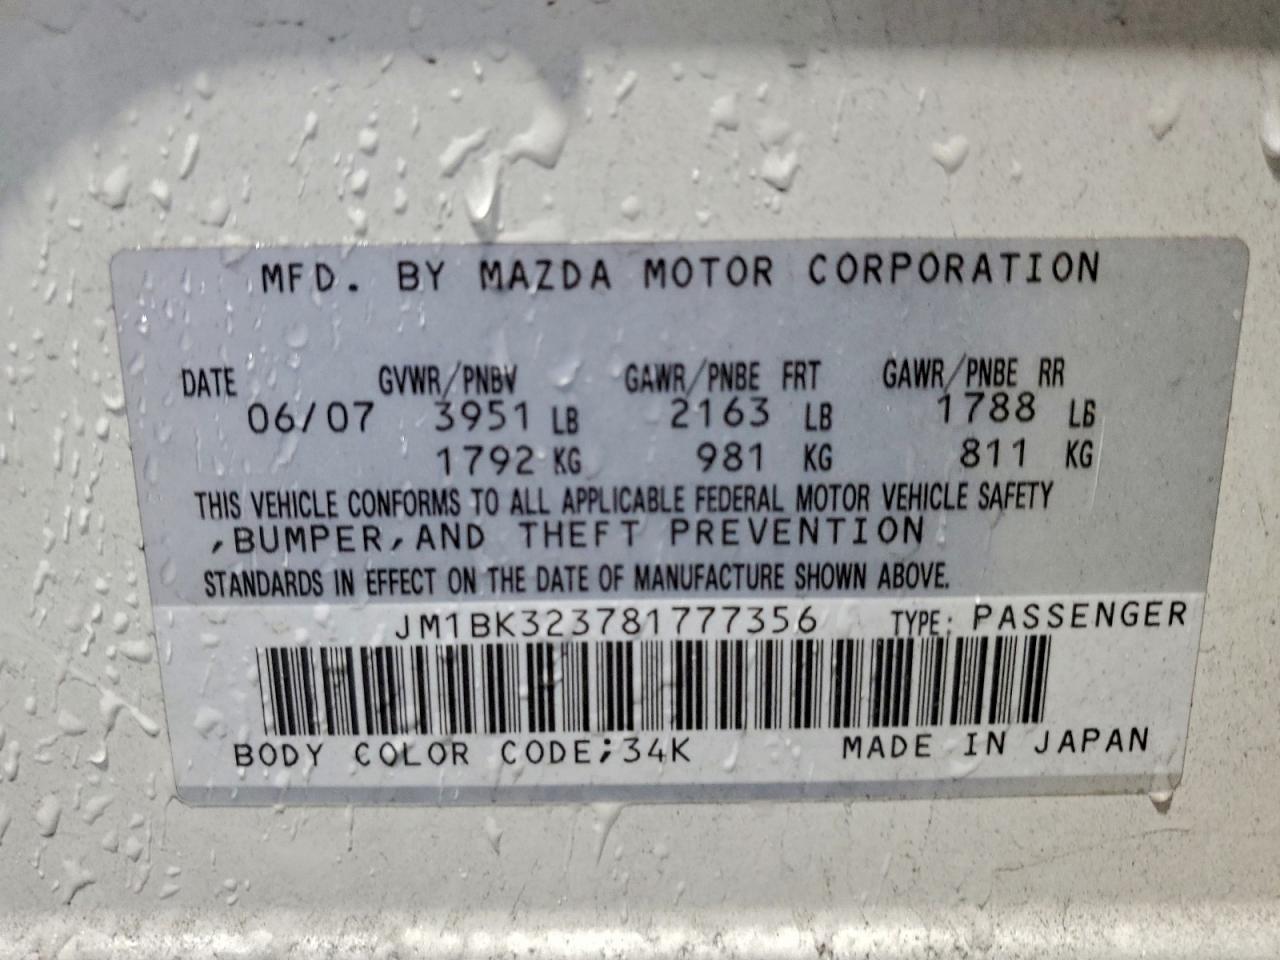 MFD. BY MAZDA MOTOR CORPORATION
DATE GVWR/PNBV GAWR/PNBE FRT GAWR/PNBE RR
06/07 3951 LB 2163 LB 1788 LB
1792 KG 981 KG 811 KG
THIS VEHICLE CONFORMS TO ALL APPLICABLE FEDERAL MOTOR VEHICLE SAFETY
,BUMPER,AND THEFT PREVENTION
STANDARDS IN EFFECT ON THE DATE OF MANUFACTURE SHOWN ABOVE.
JM1BK323781777356 TYPE: PASSENGER
BODY COLOR CODE;34K MADE IN JAPAN